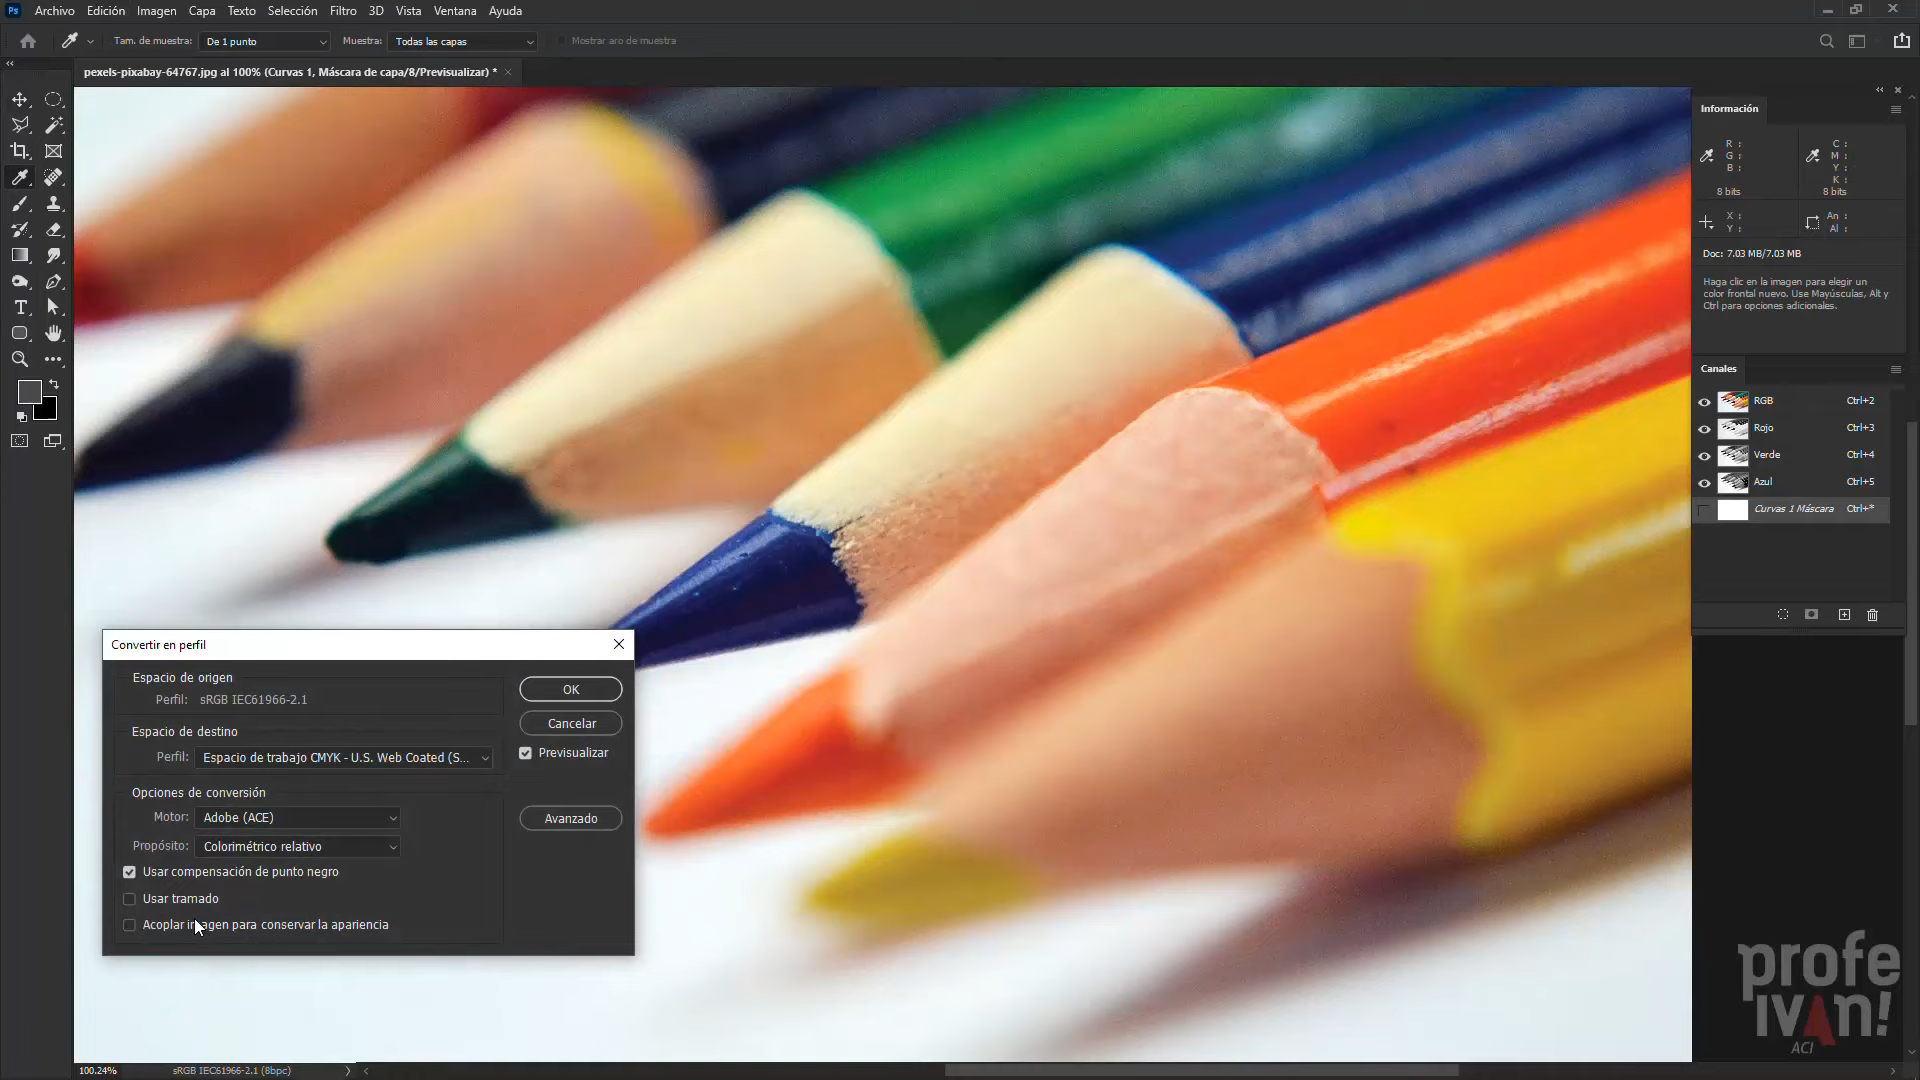 Ps Archivo Edición Imagen Capa Texto Selección Filtro 3D Vista Ventana Ayuda
Tam. de muestra: De 1 punto Muestra: Todas las capas Mostrar aro de muestra
pexels-pixabay-64767.jpg al 100% (Curvas 1, Máscara de capa/8/Previsualizar) *
Información
R :
G :
B :
8 bits
C :
M :
Y :
K :
8 bits
X :
Y :
An :
Al :
Doc: 7.03 MB/7.03 MB
Haga clic en la imagen para elegir un
color frontal nuevo. Use Mayúsculas, Alt y
Ctrl para opciones adicionales.
Canales
RGB Ctrl+2
Rojo Ctrl+3
Verde Ctrl+4
Azul Ctrl+5
Curvas 1 Máscara Ctrl+*
Convertir en perfil
Espacio de origen
Perfil: sRGB IEC61966-2.1
Espacio de destino
Perfil: Espacio de trabajo CMYK - U.S. Web Coated (S...
Opciones de conversión
Motor: Adobe (ACE)
Propósito: Colorimétrico relativo
Usar compensación de punto negro
Usar tramado
Acoplar imagen para conservar la apariencia
OK
Cancelar
Previsualizar
Avanzado
profe
ivan!
ACI
100.24% sRGB IEC61966-2.1 (8bpc)